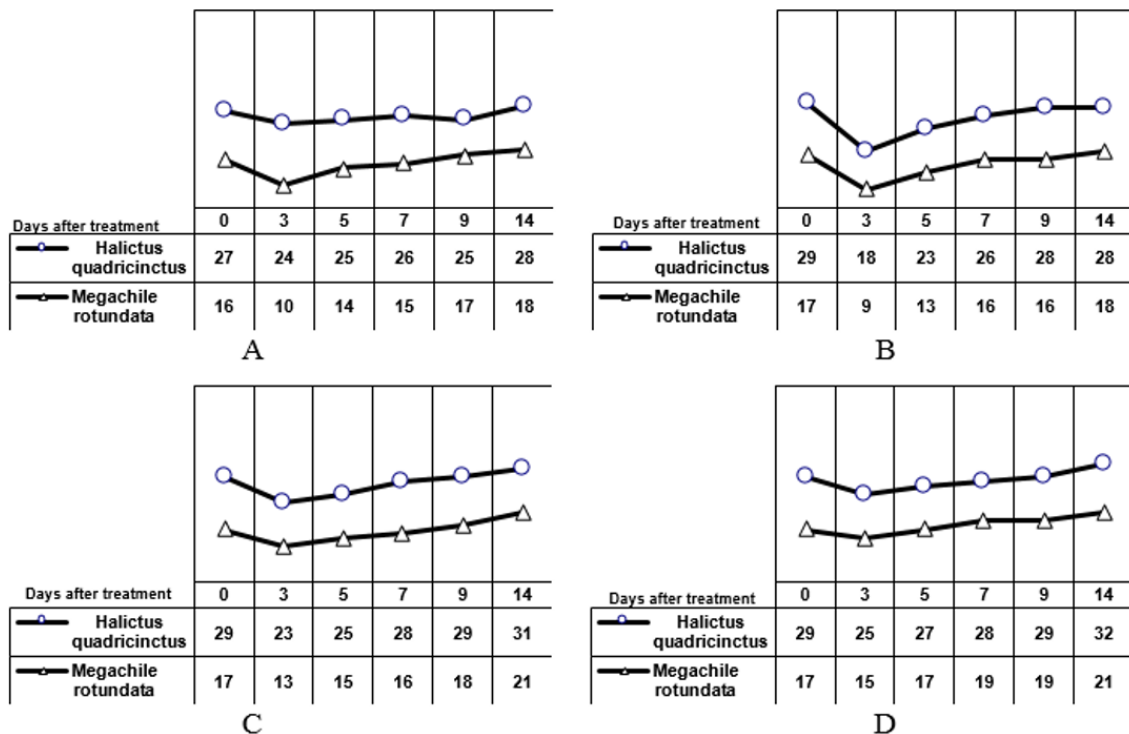 Days after treatment 0 3 5 7 9 14
Halictus
quadricinctus 27 24 25 26 25 28
Megachile
rotundata 16 10 14 15 17 18
A
Days after treatment 0 3 5 7 9 14
Halictus
quadricinctus 29 18 23 26 28 28
Megachile
rotundata 17 9 13 16 16 18
B
Days after treatment 0 3 5 7 9 14
Halictus
quadricinctus 29 23 25 28 29 31
Megachile
rotundata 17 13 15 16 18 21
C
Days after treatment 0 3 5 7 9 14
Halictus
quadricinctus 29 25 27 28 29 32
Megachile
rotundata 17 15 17 19 19 21
D